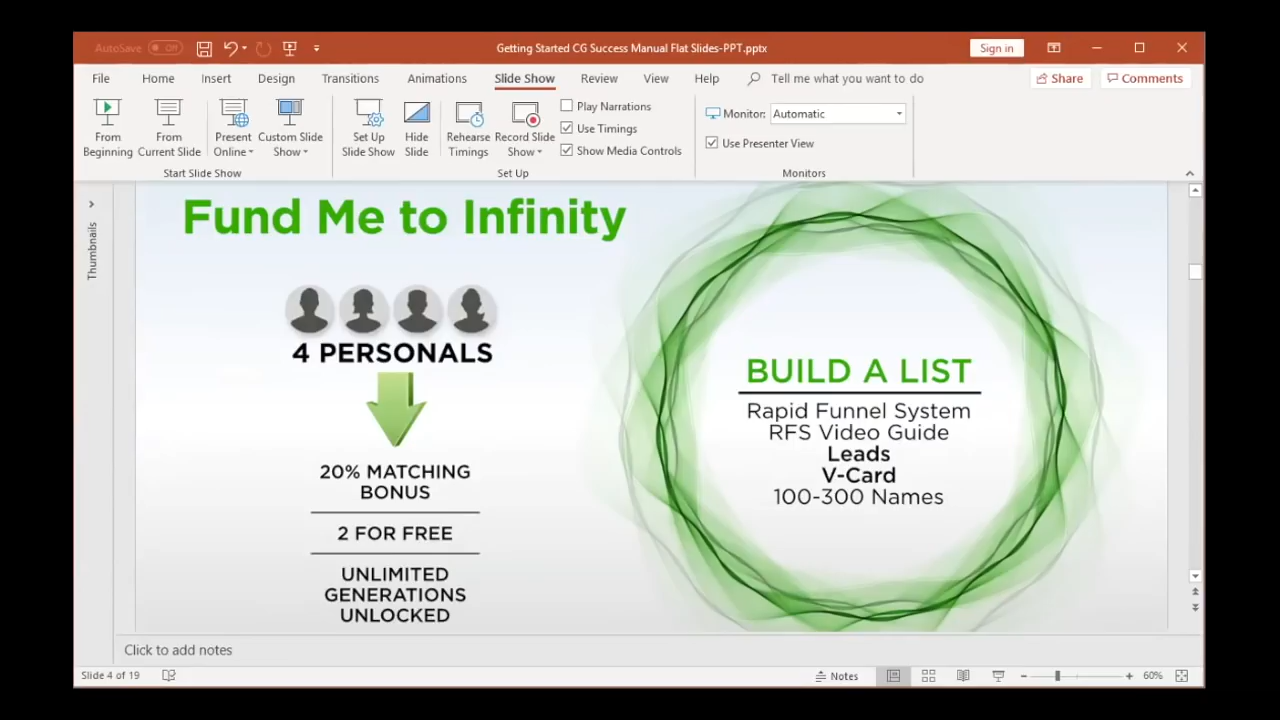 AutoSave Off
Getting Started CG Success Manual Flat Slides-PPT.pptx
Sign in
File Home Insert Design Transitions Animations Slide Show Review View Help Tell me what you want to do
Share Comments
From Beginning
From Current Slide
Present Online
Custom Slide Show
Start Slide Show
Set Up Slide Show
Hide Slide
Rehearse Timings
Record Slide Show
Play Narrations
Use Timings
Show Media Controls
Set Up
Monitor: Automatic
Use Presenter View
Monitors
Thumbnails
Fund Me to Infinity
4 PERSONALS
20% MATCHING
BONUS
2 FOR FREE
UNLIMITED
GENERATIONS
UNLOCKED
BUILD A LIST
Rapid Funnel System
RFS Video Guide
Leads
V-Card
100-300 Names
Click to add notes
Slide 4 of 19
Notes
60%